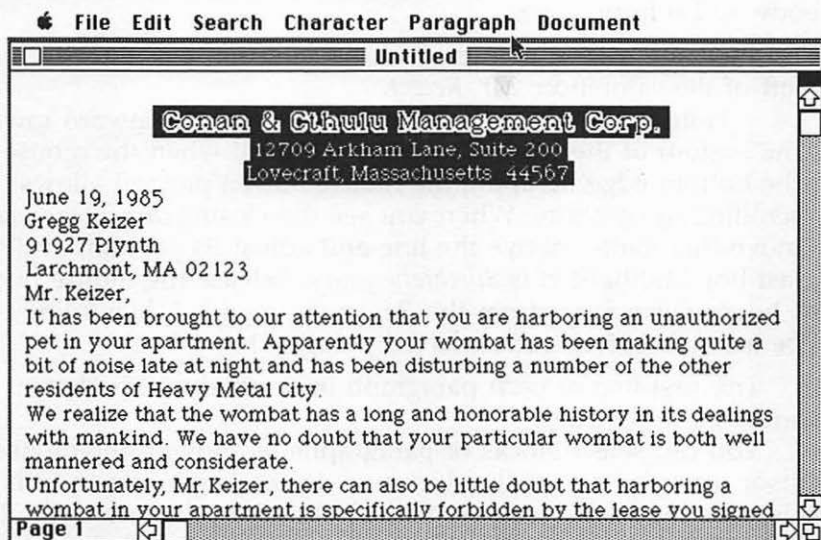 File Edit Search Character Paragraph Document
Untitled
Conan & Cthulu Management Corp.
12709 Arkham Lane, Suite 200
Lovecraft, Massachusetts 44567
June 19, 1985
Gregg Keizer
91927 Plynth
Larchmont, MA 02123
Mr. Keizer,
It has been brought to our attention that you are harboring an unauthorized
pet in your apartment. Apparently your wombat has been making quite a
bit of noise late at night and has been disturbing a number of the other
residents of Heavy Metal City.
We realize that the wombat has a long and honorable history in its dealings
with mankind. We have no doubt that your particular wombat is both well
mannered and considerate.
Unfortunately, Mr. Keizer, there can also be little doubt that harboring a
wombat in your apartment is specifically forbidden by the lease you signed
Page 1